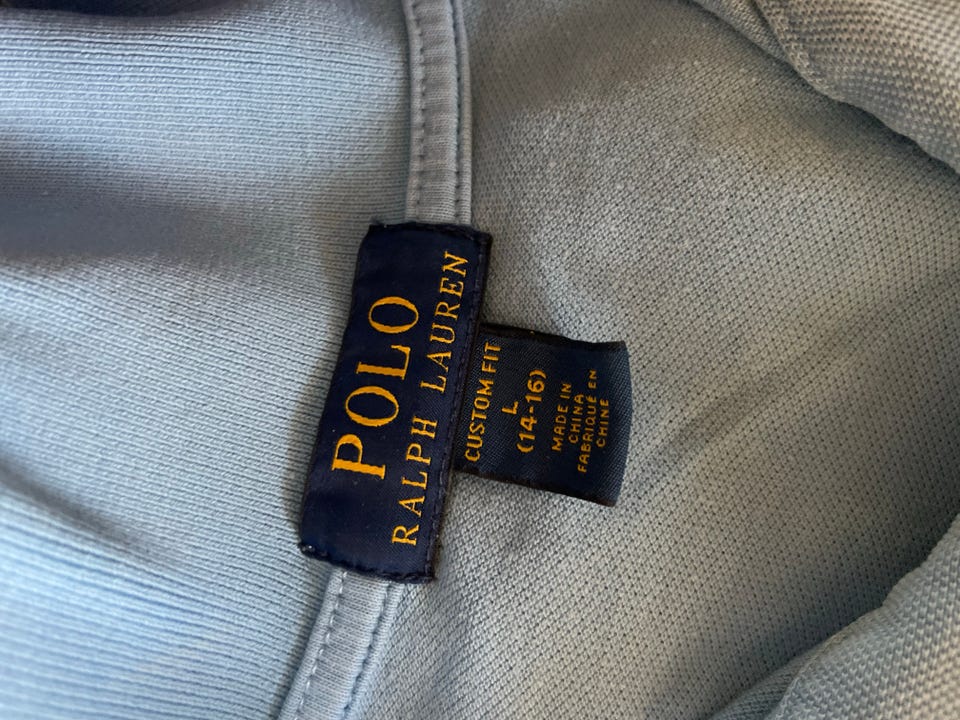 POLO
RALPH LAUREN
CUSTOM FIT
L
(14-16)
MADE IN
CHINA
FABRIQUÉ EN
CHINE